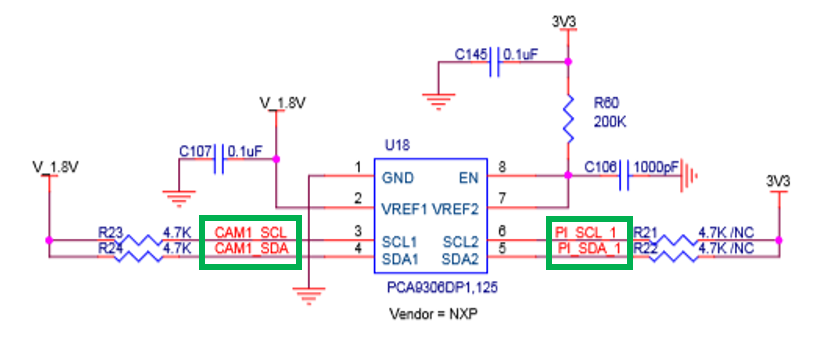 3V3
C145 0.1uF
V_1.8V
R60
200K
C107 0.1uF
U18
V_1.8V
1 GND EN 8
C106 1000pF
3V3
2 VREF1 VREF2 7
R23 4.7K CAM1_SCL 3 SCL1 SCL2 6 PI_SCL_1 R21 4.7K /NC
R24 4.7K CAM1_SDA 4 SDA1 SDA2 5 PI_SDA_1 R22 4.7K /NC
PCA9306DP1,125
Vendor = NXP